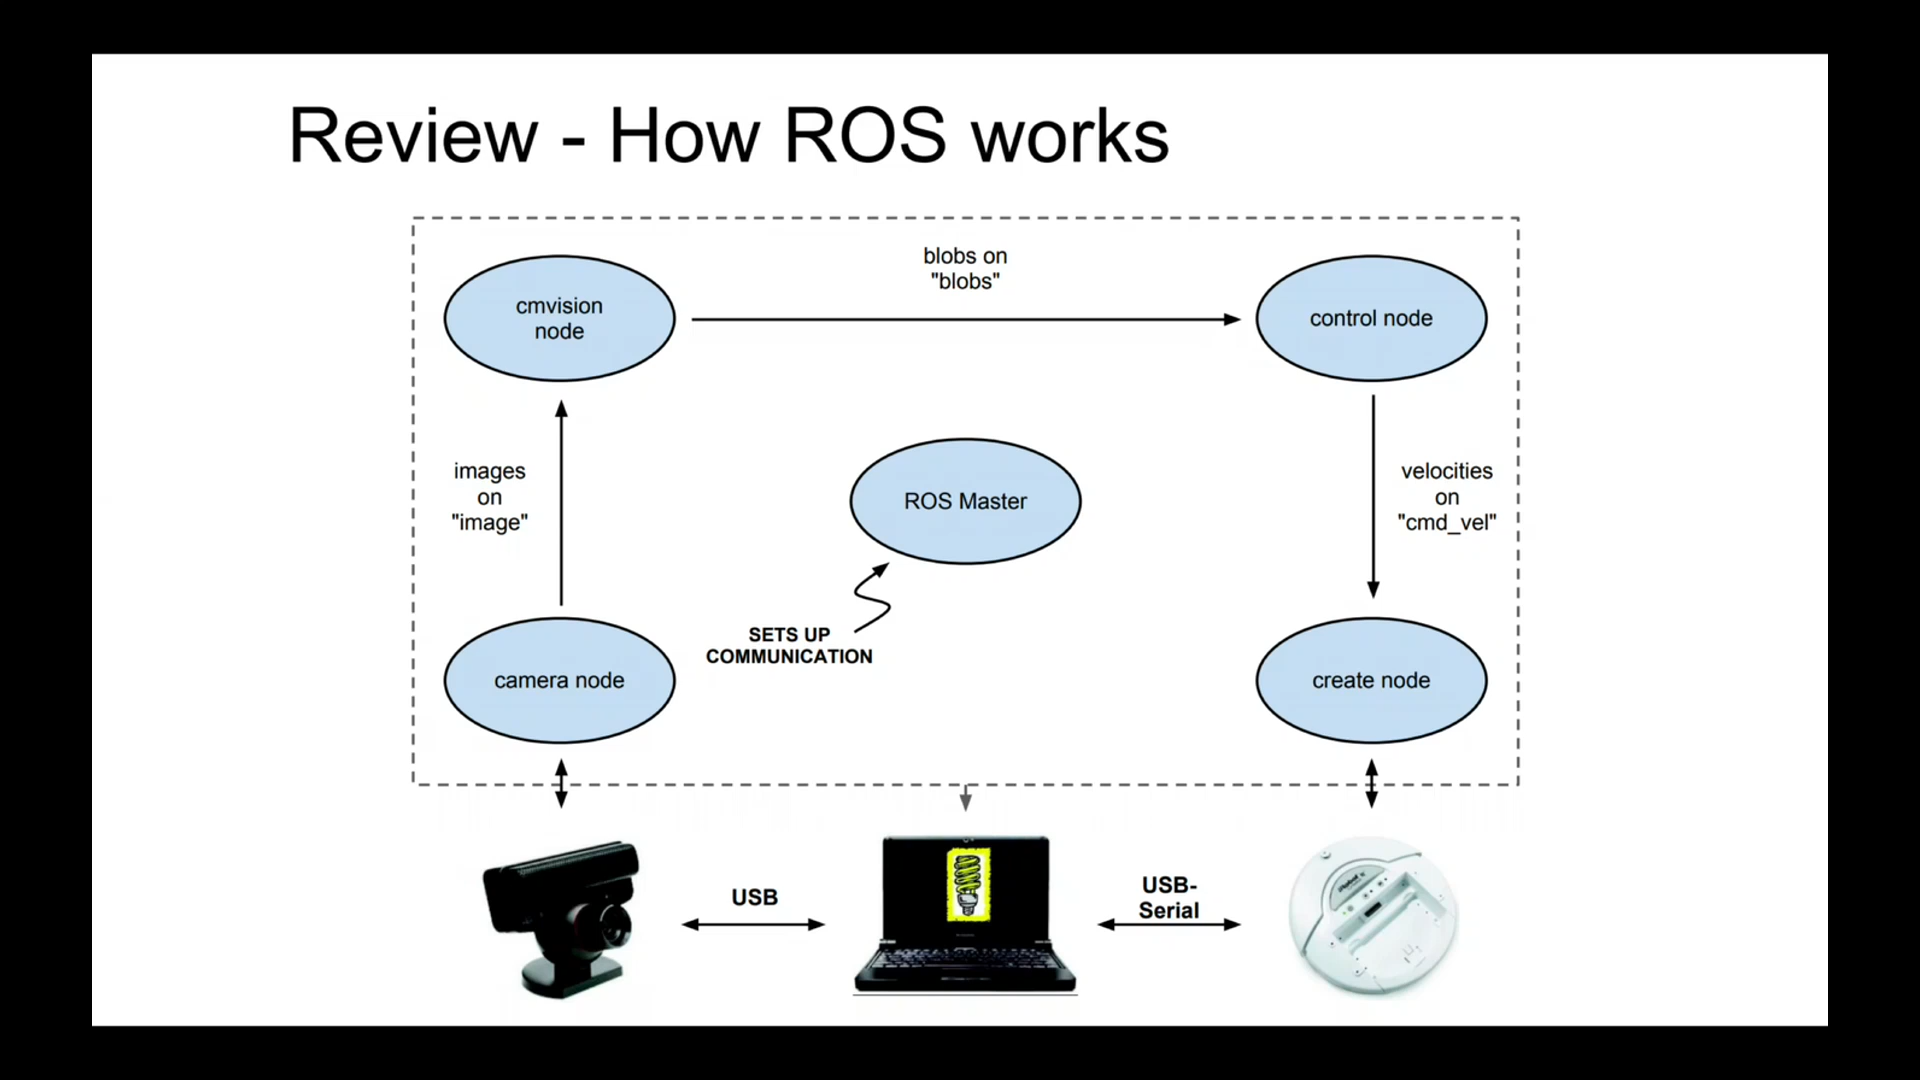 Review - How ROS works
blobs on
"blobs"
cmvision
node
control node
images
on
"image"
ROS Master
velocities
on
"cmd_vel"
SETS UP
COMMUNICATION
camera node
create node
USB
USB-
Serial